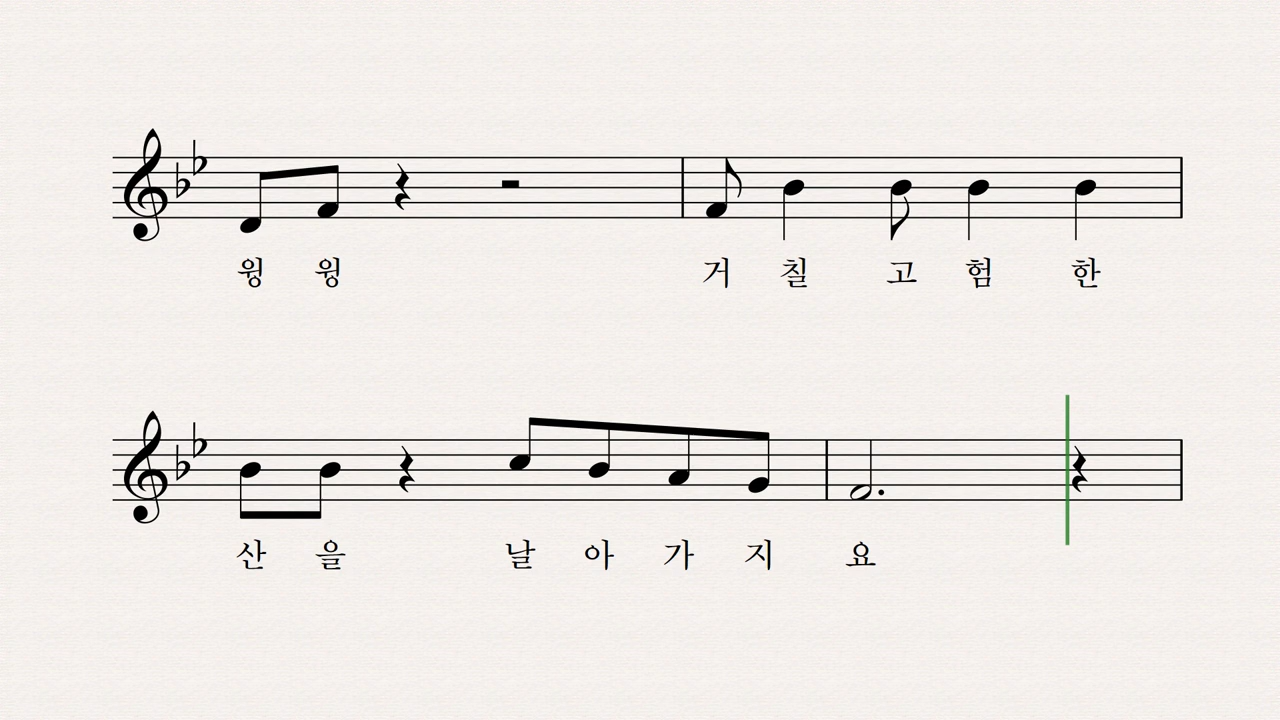 윙 윙 거 칠 고 험 한
산 을 날 아 가 지 요